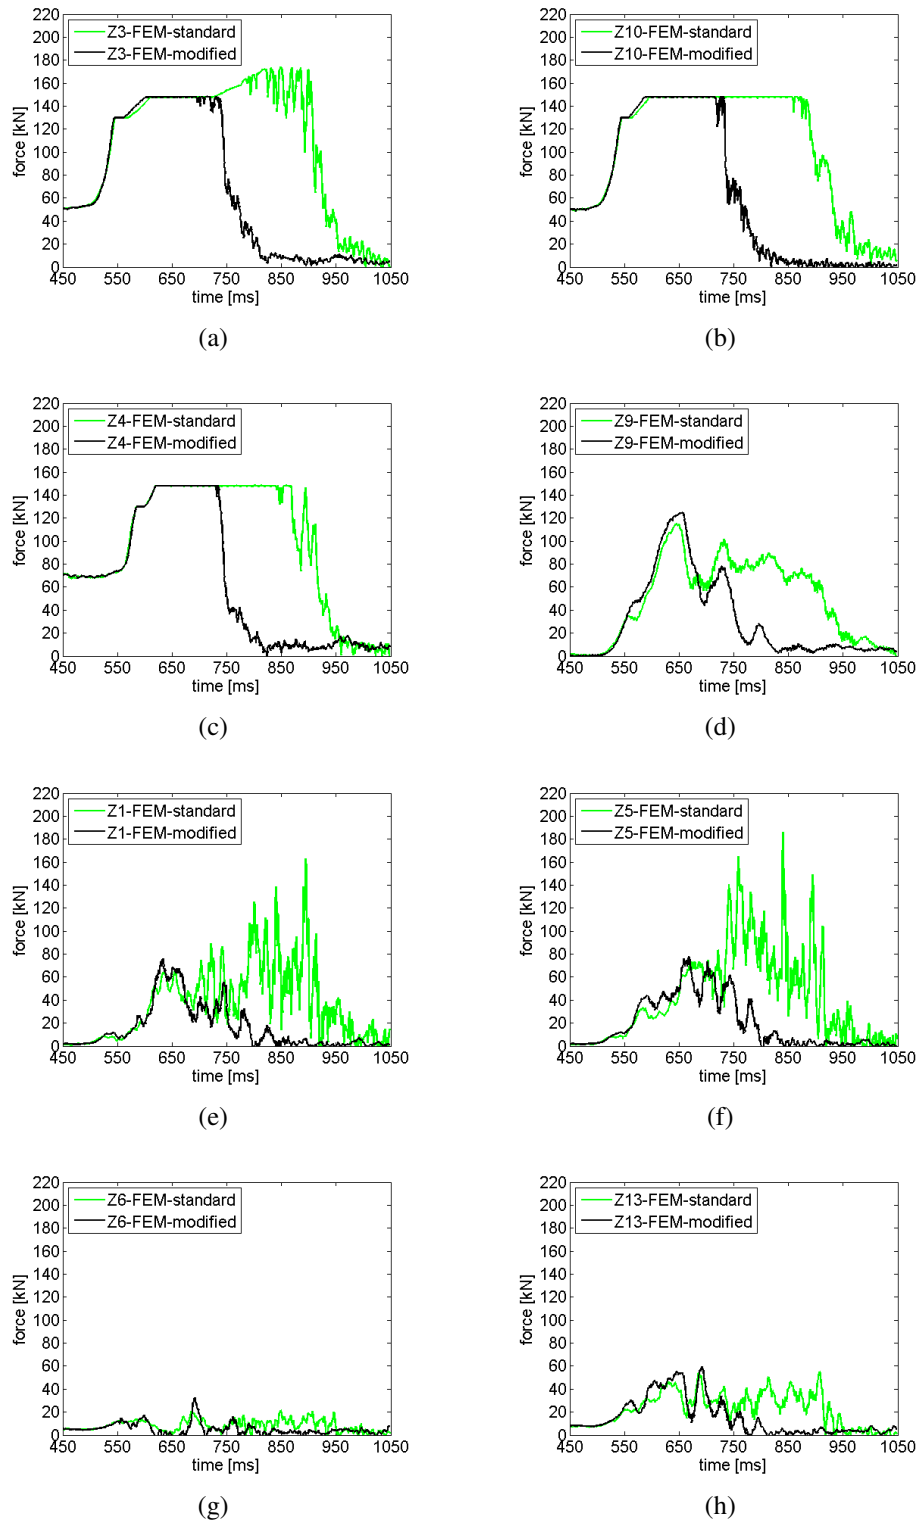 220
200
180
160
140
120
100
80
60
40
20
0
force [kN]
Z3-FEM-standard
Z3-FEM-modified
450 550 650 750 850 950 1050
time [ms]
(a)
220
200
180
160
140
120
100
80
60
40
20
0
force [kN]
Z10-FEM-standard
Z10-FEM-modified
450 550 650 750 850 950 1050
time [ms]
(b)
220
200
180
160
140
120
100
80
60
40
20
0
force [kN]
Z4-FEM-standard
Z4-FEM-modified
450 550 650 750 850 950 1050
time [ms]
(c)
220
200
180
160
140
120
100
80
60
40
20
0
force [kN]
Z9-FEM-standard
Z9-FEM-modified
450 550 650 750 850 950 1050
time [ms]
(d)
220
200
180
160
140
120
100
80
60
40
20
0
force [kN]
Z1-FEM-standard
Z1-FEM-modified
450 550 650 750 850 950 1050
time [ms]
(e)
220
200
180
160
140
120
100
80
60
40
20
0
force [kN]
Z5-FEM-standard
Z5-FEM-modified
450 550 650 750 850 950 1050
time [ms]
(f)
220
200
180
160
140
120
100
80
60
40
20
0
force [kN]
Z6-FEM-standard
Z6-FEM-modified
450 550 650 750 850 950 1050
time [ms]
(g)
220
200
180
160
140
120
100
80
60
40
20
0
force [kN]
Z13-FEM-standard
Z13-FEM-modified
450 550 650 750 850 950 1050
time [ms]
(h)